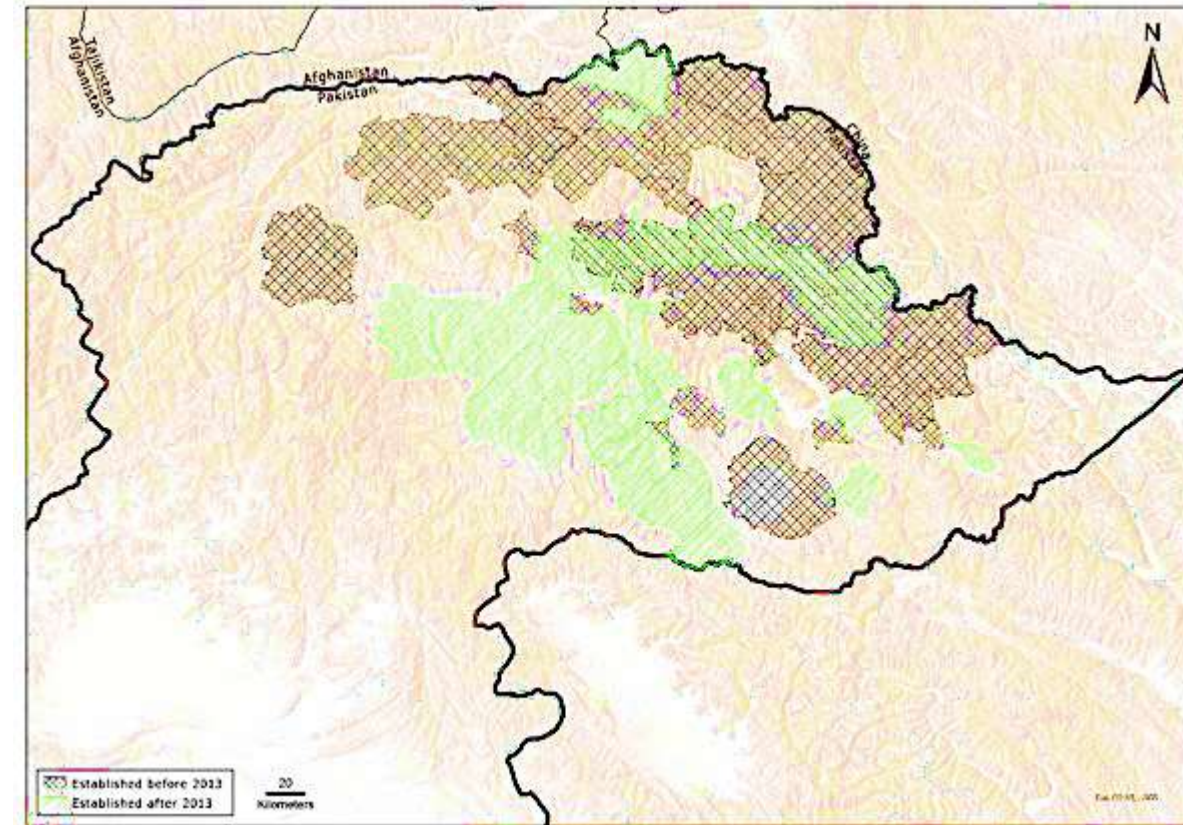 N
Tajikistan
Afghanistan
Afghanistan
Pakistan
China
Established before 2013
Established after 2013
20
Kilometers